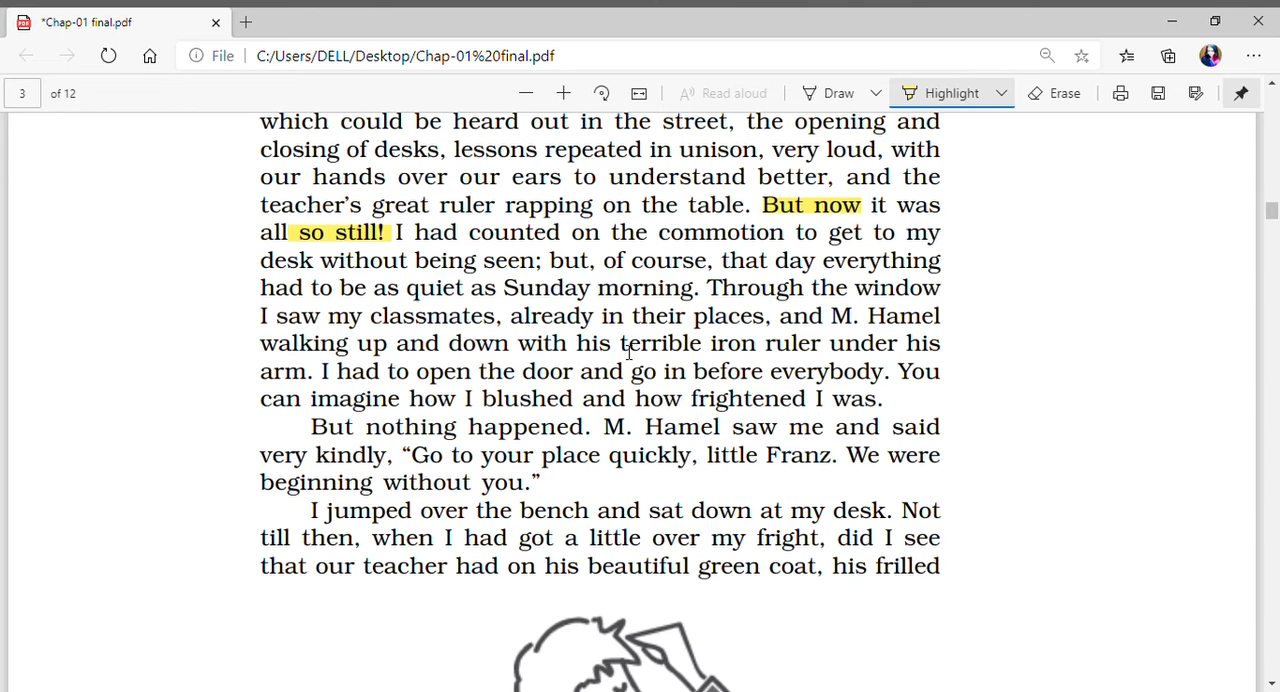 *Chap-01 final.pdf
File C:/Users/DELL/Desktop/Chap-01%20final.pdf
3 of 12 Read aloud Draw Highlight Erase
which could be heard out in the street, the opening and
closing of desks, lessons repeated in unison, very loud, with
our hands over our ears to understand better, and the
teacher’s great ruler rapping on the table. But now it was
all so still! I had counted on the commotion to get to my
desk without being seen; but, of course, that day everything
had to be as quiet as Sunday morning. Through the window
I saw my classmates, already in their places, and M. Hamel
walking up and down with his terrible iron ruler under his
arm. I had to open the door and go in before everybody. You
can imagine how I blushed and how frightened I was.
But nothing happened. M. Hamel saw me and said
very kindly, “Go to your place quickly, little Franz. We were
beginning without you.”
I jumped over the bench and sat down at my desk. Not
till then, when I had got a little over my fright, did I see
that our teacher had on his beautiful green coat, his frilled